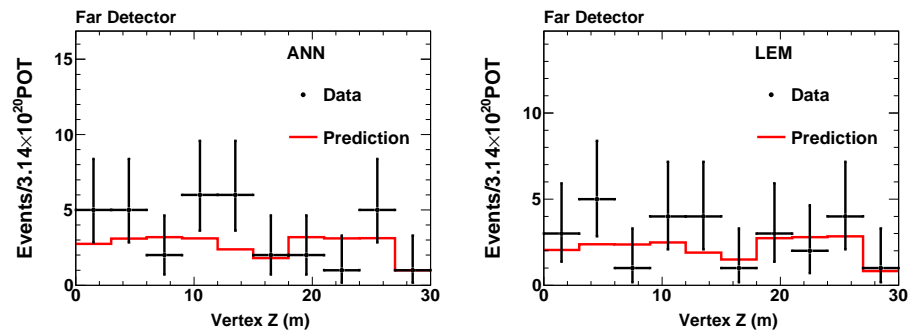 Far Detector
ANN
Data
Prediction
Events/3.14×10²⁰POT
15
10
5
0
0 10 20 30
Vertex Z (m)
Far Detector
LEM
Data
Prediction
Events/3.14×10²⁰POT
10
5
0
0 10 20 30
Vertex Z (m)